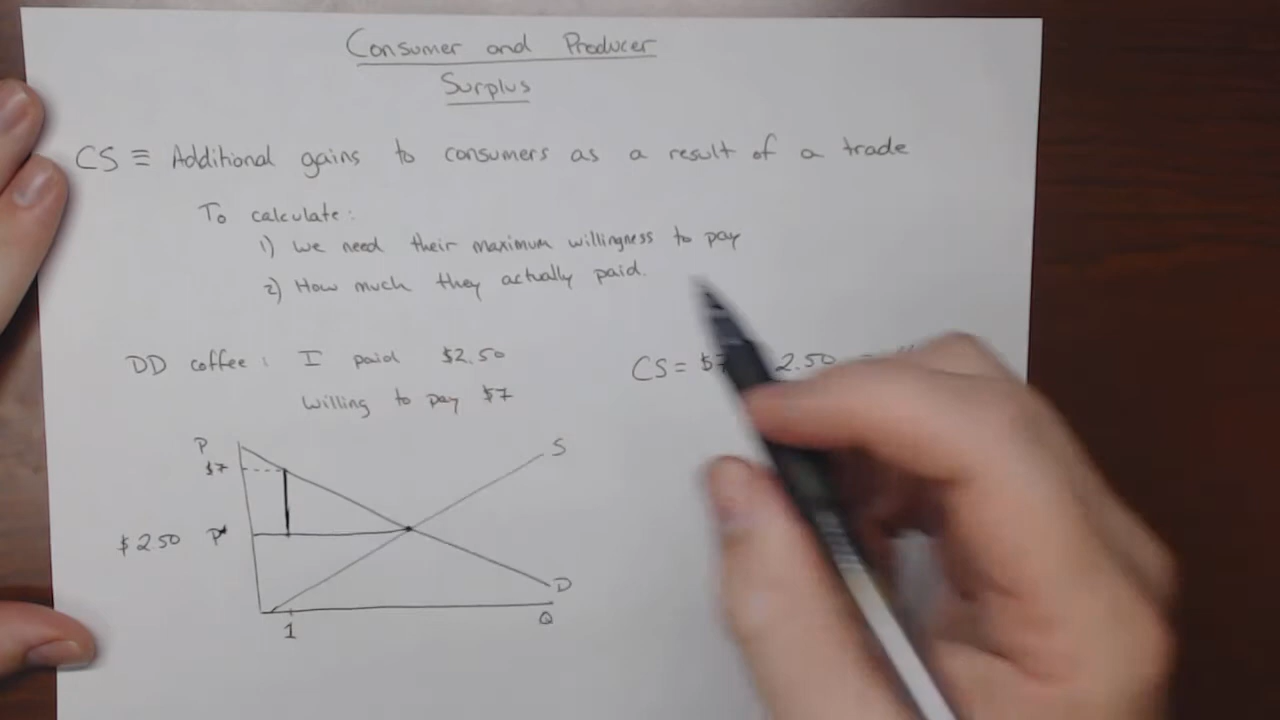 Consumer and Producer
Surplus
CS ≡ Additional gains to consumers as a result of a trade
To calculate:
1) we need their maximum willingness to pay
2) How much they actually paid.
DD coffee: I paid $2.50
CS = $7 2.50 =
willing to pay $7
P
$7
S
$2.50 P*
D
1
Q